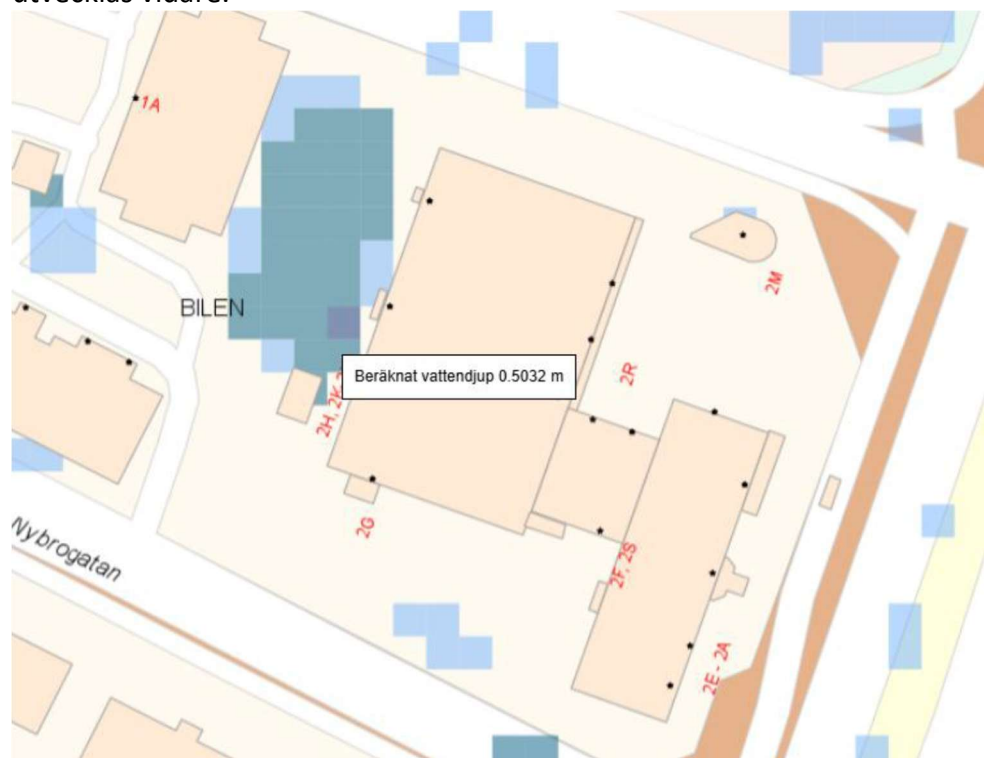 utvecklas vidare.
1A
2M
BILEN
Beräknat vattendjup 0.5032 m
2R
2H, 2K
2G
Nybrogatan
2F, 2S
2E - 2A